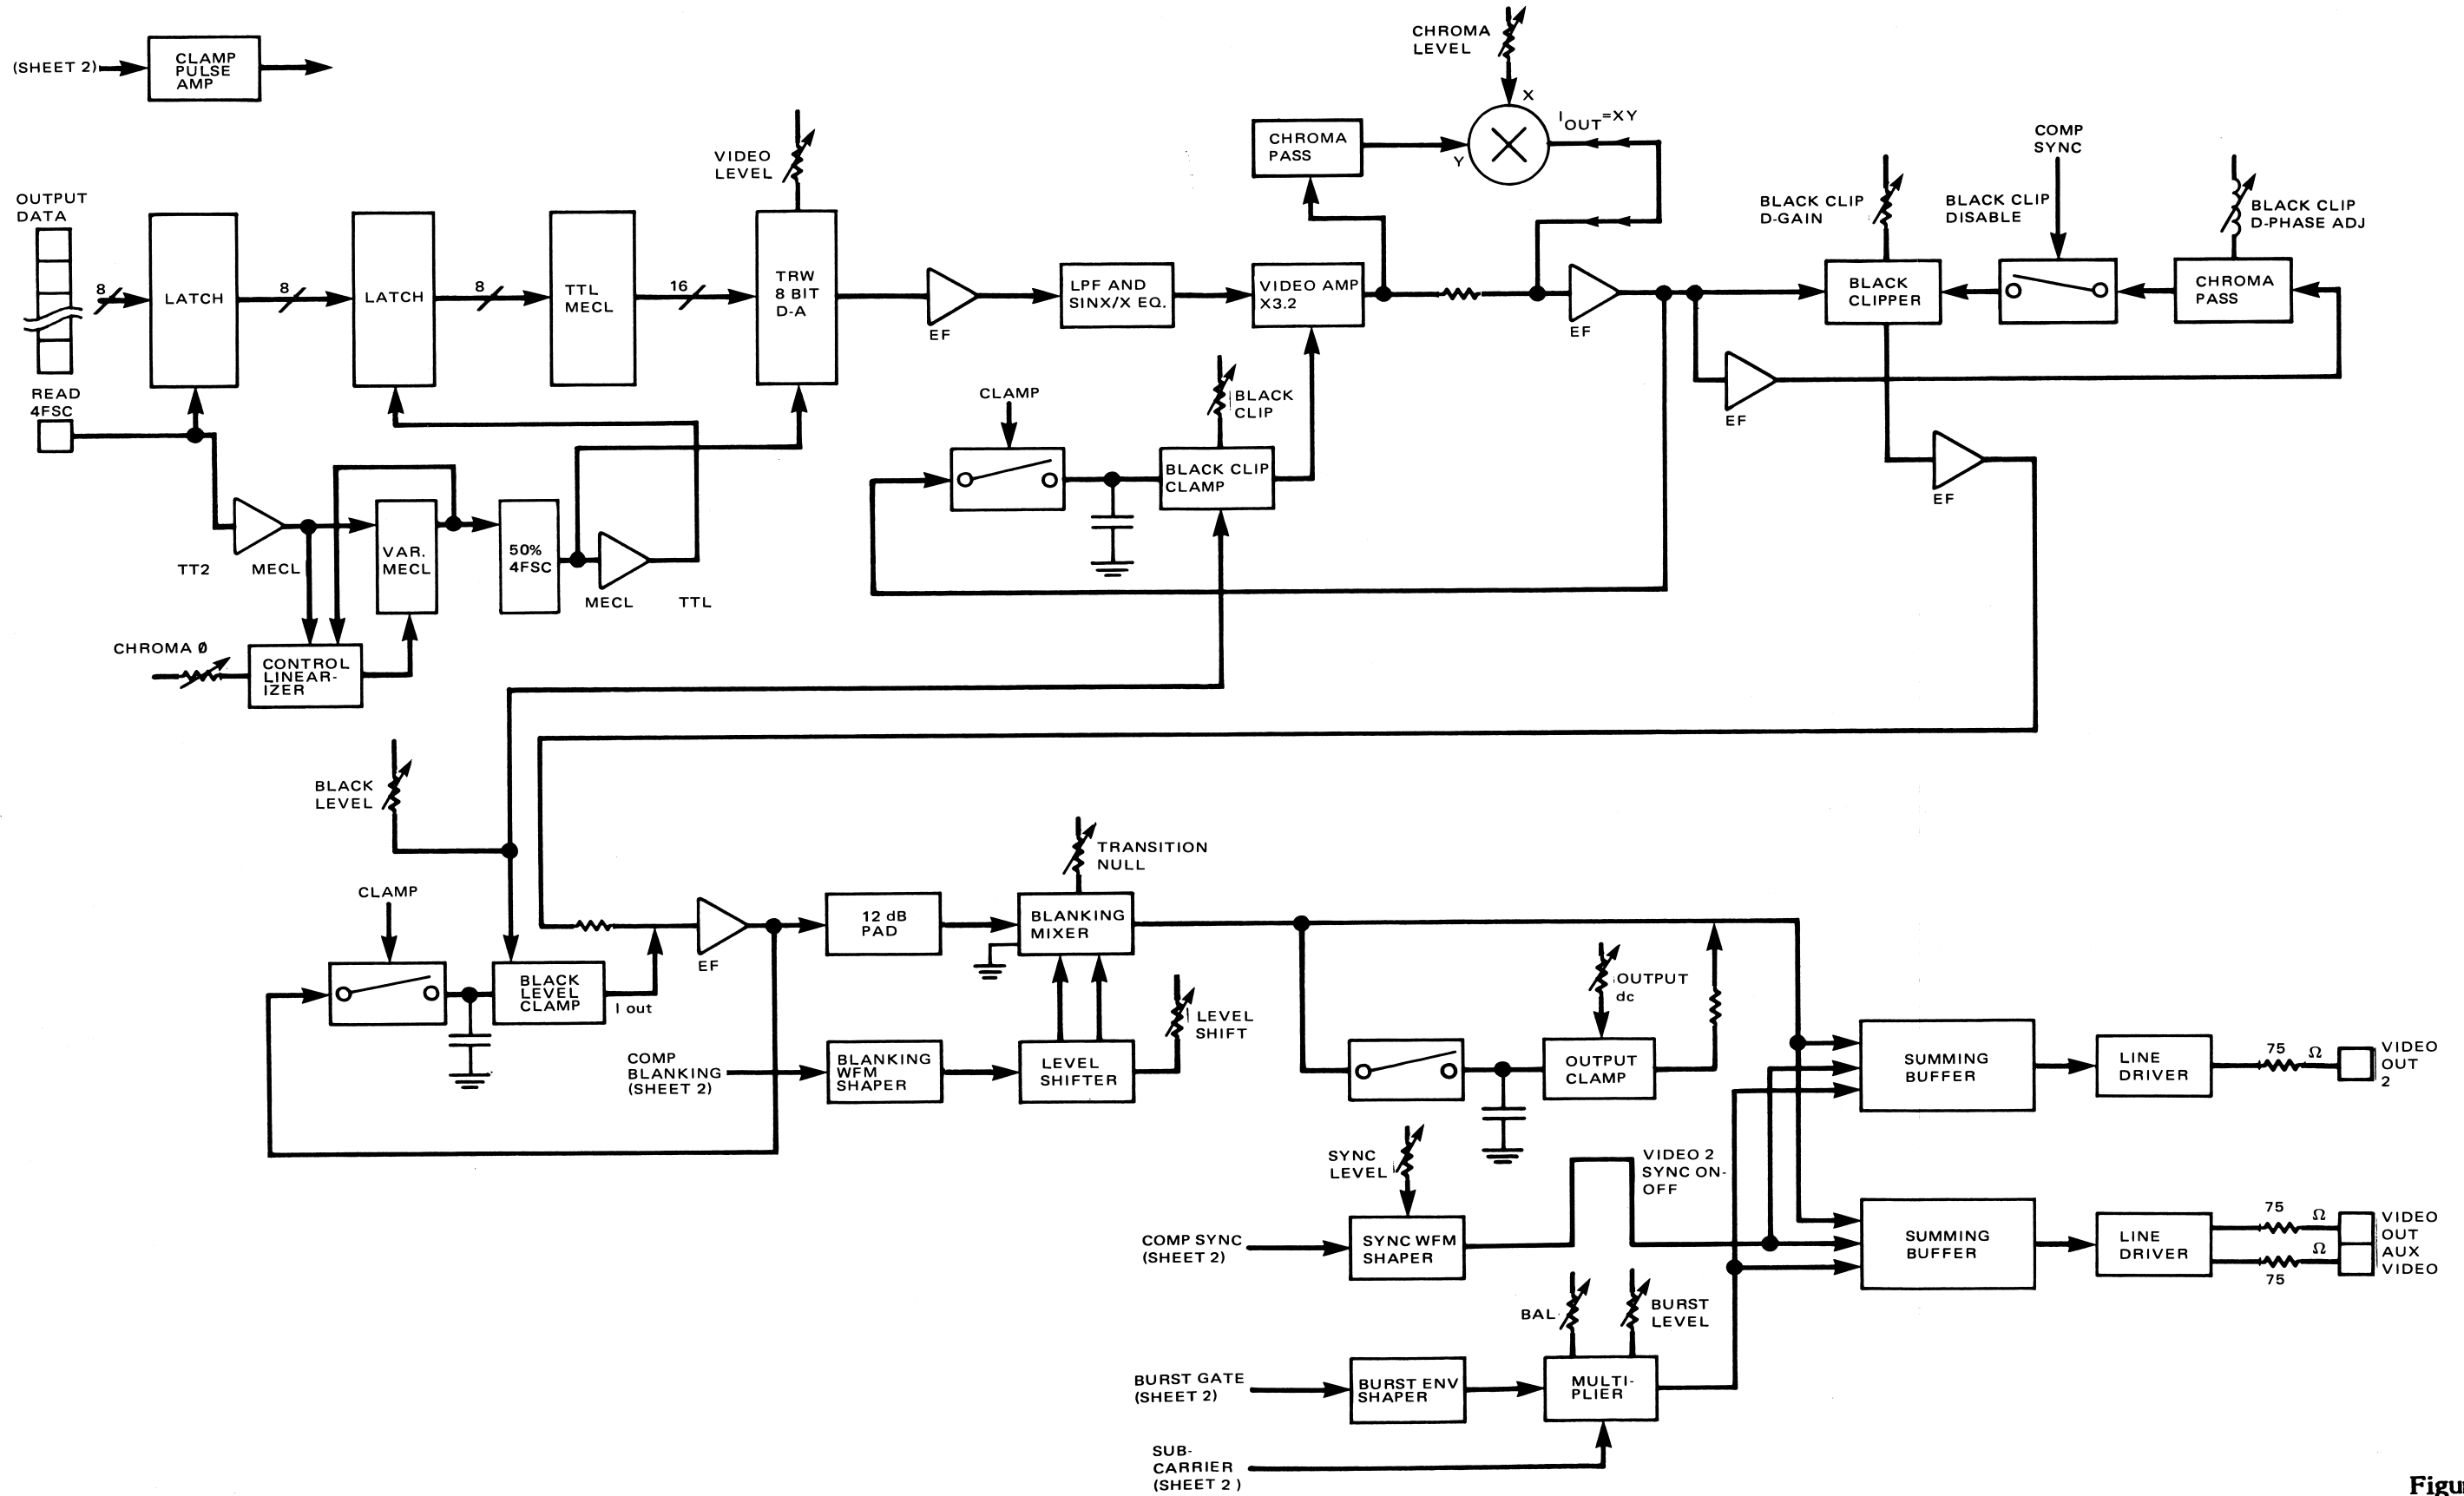 (SHEET 2)
CLAMP
PULSE
AMP
CHROMA
LEVEL
X
I OUT =XY
CHROMA
PASS
Y
COMP
SYNC
VIDEO
LEVEL
OUTPUT
DATA
BLACK CLIP
D-GAIN
BLACK CLIP
DISABLE
BLACK CLIP
D-PHASE ADJ
8
LATCH
8
LATCH
8
TTL
MECL
16
TRW
8 BIT
D-A
EF
LPF AND
SINX/X EQ.
VIDEO AMP
X3.2
EF
BLACK
CLIPPER
CHROMA
PASS
READ
4FSC
CLAMP
BLACK
CLIP
EF
BLACK CLIP
CLAMP
EF
TT2
MECL
VAR.
MECL
50%
4FSC
MECL
TTL
CHROMA Ø
CONTROL
LINEAR-
IZER
BLACK
LEVEL
TRANSITION
NULL
CLAMP
EF
12 dB
PAD
BLANKING
MIXER
BLACK
LEVEL
CLAMP
I out
OUTPUT
dc
LEVEL
SHIFT
COMP
BLANKING
(SHEET 2)
BLANKING
WFM
SHAPER
LEVEL
SHIFTER
OUTPUT
CLAMP
SUMMING
BUFFER
LINE
DRIVER
75 Ω
VIDEO
OUT
2
SYNC
LEVEL
VIDEO 2
SYNC ON-
OFF
COMP SYNC
(SHEET 2)
SYNC WFM
SHAPER
SUMMING
BUFFER
LINE
DRIVER
75 Ω
Ω
75
VIDEO
OUT
AUX
VIDEO
BAL
BURST
LEVEL
BURST GATE
(SHEET 2)
BURST ENV
SHAPER
MULTI-
PLIER
SUB-
CARRIER
(SHEET 2 )